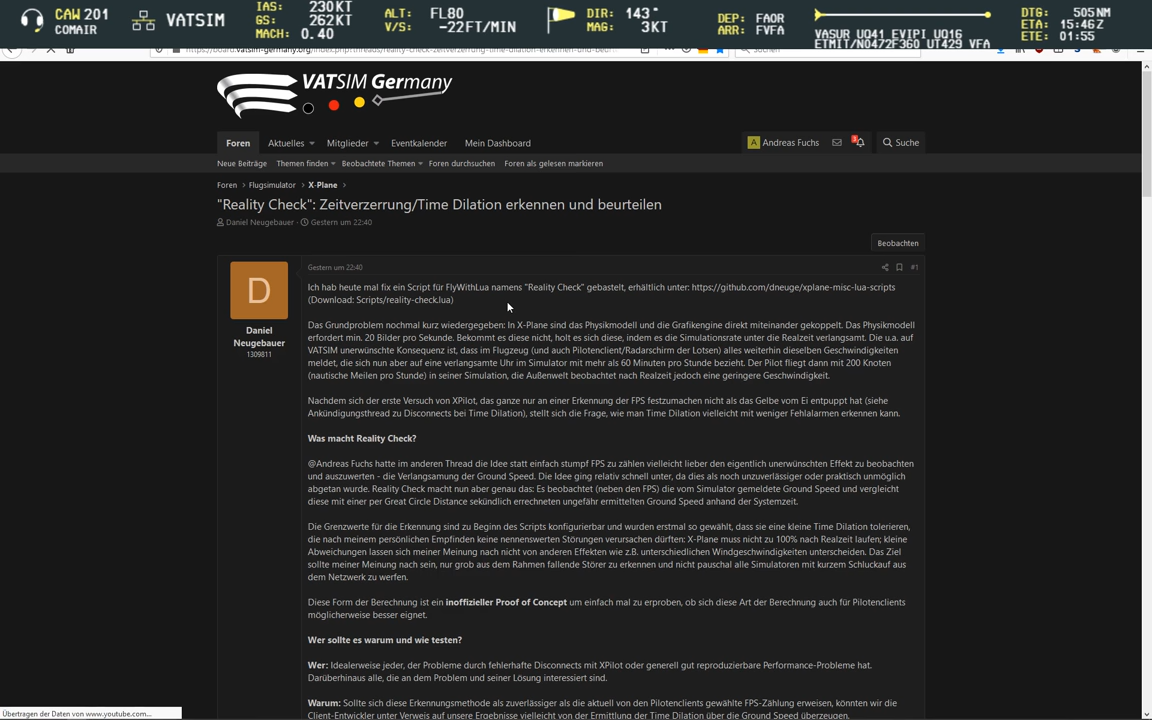 CAW 201
COMAIR
VATSIM
IAS: 230KT
GS: 262KT
MACH: 0.40
ALT: FL80
V/S: -22FT/MIN
DIR: 143°
MAG: 3KT
DEP: FAOR
ARR: FVFA
VASUR UQ41 EVIPI UQ16
ETMIT/N0472F360 UT429 VFA
DTG: 505NM
ETA: 15:46Z
ETE: 01:55
VATSIM Germany
Foren Aktuelles Mitglieder Eventkalender Mein Dashboard
A Andreas Fuchs
3
Suche
Neue Beiträge Themen finden Beobachtete Themen Foren durchsuchen Foren als gelesen markieren
Foren > Flugsimulator > X-Plane >
"Reality Check": Zeitverzerrung/Time Dilation erkennen und beurteilen
Daniel Neugebauer · Gestern um 22:40
Beobachten
D
Daniel
Neugebauer
1309811
Gestern um 22:40
#1
Ich hab heute mal fix ein Script für FlyWithLua namens "Reality Check" gebastelt, erhältlich unter: https://github.com/dneuge/xplane-misc-lua-scripts
(Download: Scripts/reality-check.lua)
Das Grundproblem nochmal kurz wiedergegeben: In X-Plane sind das Physikmodell und die Grafikengine direkt miteinander gekoppelt. Das Physikmodell
erfordert min. 20 Bilder pro Sekunde. Bekommt es diese nicht, holt es sich diese, indem es die Simulationsrate unter die Realzeit verlangsamt. Die u.a. auf
VATSIM unerwünschte Konsequenz ist, dass im Flugzeug (und auch Pilotenclient/Radarschirm der Lotsen) alles weiterhin dieselben Geschwindigkeiten
meldet, die sich nun aber auf eine verlangsamte Uhr im Simulator mit mehr als 60 Minuten pro Stunde bezieht. Der Pilot fliegt dann mit 200 Knoten
(nautische Meilen pro Stunde) in seiner Simulation, die Außenwelt beobachtet nach Realzeit jedoch eine geringere Geschwindigkeit.
Nachdem sich der erste Versuch von XPilot, das ganze nur an einer Erkennung der FPS festzumachen nicht als das Gelbe vom Ei entpuppt hat (siehe
Ankündigungsthread zu Disconnects bei Time Dilation), stellt sich die Frage, wie man Time Dilation vielleicht mit weniger Fehlalarmen erkennen kann.
Was macht Reality Check?
@Andreas Fuchs hatte im anderen Thread die Idee statt einfach stumpf FPS zu zählen vielleicht lieber den eigentlich unerwünschten Effekt zu beobachten
und auszuwerten - die Verlangsamung der Ground Speed. Die Idee ging relativ schnell unter, da dies als noch unzuverlässiger oder praktisch unmöglich
abgetan wurde. Reality Check macht nun aber genau das: Es beobachtet (neben den FPS) die vom Simulator gemeldete Ground Speed und vergleicht
diese mit einer per Great Circle Distance sekündlich errechneten ungefähr ermittelten Ground Speed anhand der Systemzeit.
Die Grenzwerte für die Erkennung sind zu Beginn des Scripts konfigurierbar und wurden erstmal so gewählt, dass sie eine kleine Time Dilation tolerieren,
die nach meinem persönlichen Empfinden keine nennenswerten Störungen verursachen dürften: X-Plane muss nicht zu 100% nach Realzeit laufen; kleine
Abweichungen lassen sich meiner Meinung nach nicht von anderen Effekten wie z.B. unterschiedlichen Windgeschwindigkeiten unterscheiden. Das Ziel
sollte meiner Meinung nach sein, nur grob aus dem Rahmen fallende Störer zu erkennen und nicht pauschal alle Simulatoren mit kurzem Schluckauf aus
dem Netzwerk zu werfen.
Diese Form der Berechnung ist ein inoffizieller Proof of Concept um einfach mal zu erproben, ob sich diese Art der Berechnung auch für Pilotenclients
möglicherweise besser eignet.
Wer sollte es warum und wie testen?
Wer: Idealerweise jeder, der Probleme durch fehlerhafte Disconnects mit XPilot oder generell gut reproduzierbare Performance-Probleme hat.
Darüberhinaus alle, die an dem Problem und seiner Lösung interessiert sind.
Warum: Sollte sich diese Erkennungsmethode als zuverlässiger als die aktuell von den Pilotenclients gewählte FPS-Zählung erweisen, könnten wir die
Client-Entwickler unter Verweis auf unsere Ergebnisse vielleicht von der Ermittlung der Time Dilation über die Ground Speed überzeugen.
Übertragen der Daten von www.youtube.com...